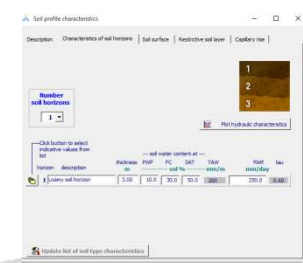 Soil profile characteristics
Description Characteristics of soil horizons Soil surface Restrictive soil layer Capillary rise
1
2
3
Number
soil horizons
1
Plot hydraulic characteristics
Click button to select
indicative values from
list
soil water content at
thickness PWP FC SAT TAW Ksat tau
horizon description m vol % mm/m mm/day
1 Loamy soil horizon 3.00 10.0 30.0 50.0 200 250.0 0.60
Update list of soil type characteristics